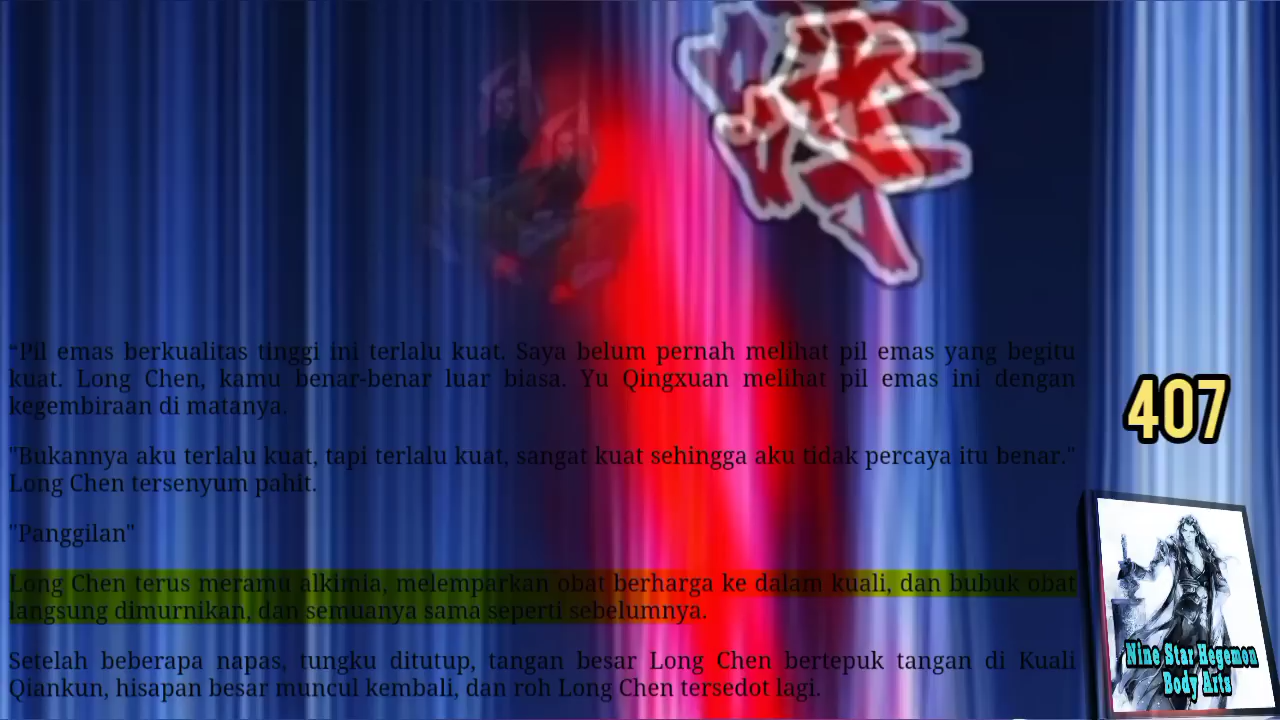 “Pil emas berkualitas tinggi ini terlalu kuat. Saya belum pernah melihat pil emas yang begitu
kuat. Long Chen, kamu benar-benar luar biasa. Yu Qingxuan melihat pil emas ini dengan
kegembiraan di matanya.
"Bukannya aku terlalu kuat, tapi terlalu kuat, sangat kuat sehingga aku tidak percaya itu benar."
Long Chen tersenyum pahit.
"Panggilan"
Long Chen terus meramu alkimia, melemparkan obat berharga ke dalam kuali, dan bubuk obat
langsung dimurnikan, dan semuanya sama seperti sebelumnya.
Setelah beberapa napas, tungku ditutup, tangan besar Long Chen bertepuk tangan di Kuali
Qiankun, hisapan besar muncul kembali, dan roh Long Chen tersedot lagi.
407
Nine Star Hegemon
Body Arts